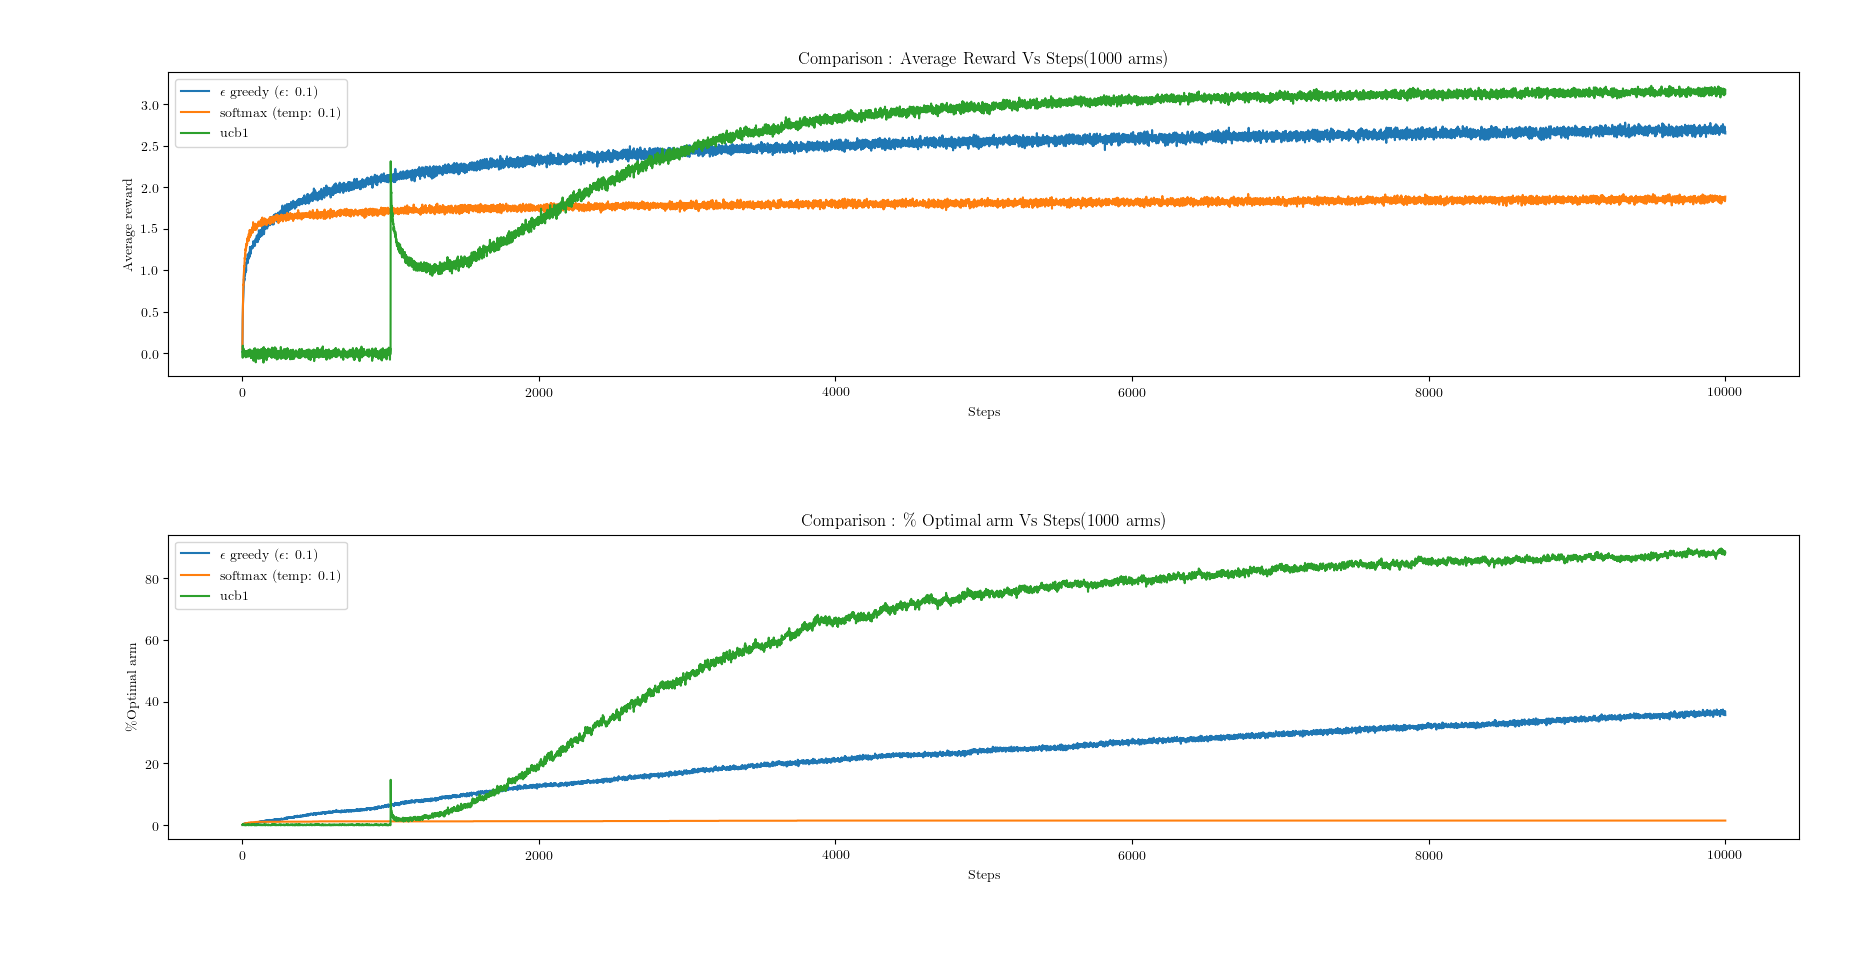 Comparison : Average Reward Vs Steps(1000 arms)
ϵ greedy (ϵ: 0.1)
softmax (temp: 0.1)
ucb1
Average reward
3.0
2.5
2.0
1.5
1.0
0.5
0.0
0 2000 4000 6000 8000 10000
Steps
Comparison : % Optimal arm Vs Steps(1000 arms)
ϵ greedy (ϵ: 0.1)
softmax (temp: 0.1)
ucb1
%Optimal arm
80
60
40
20
0
0 2000 4000 6000 8000 10000
Steps